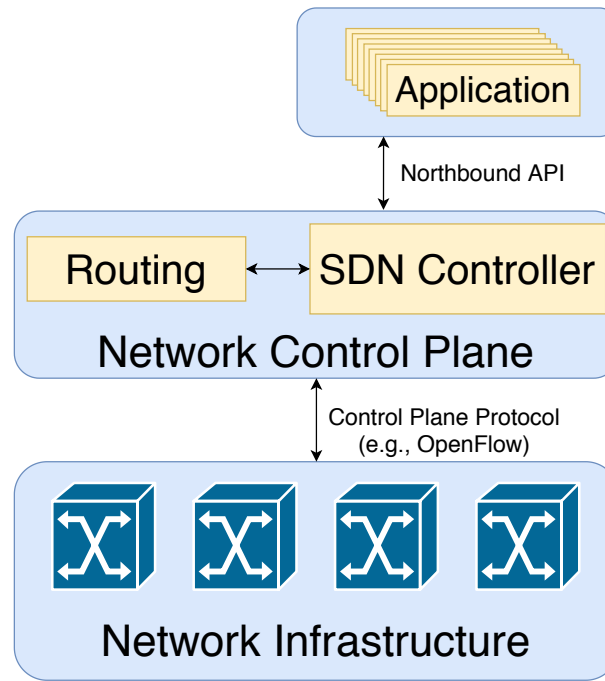 Application
Northbound API
Routing
SDN Controller
Network Control Plane
Control Plane Protocol
(e.g., OpenFlow)
Network Infrastructure